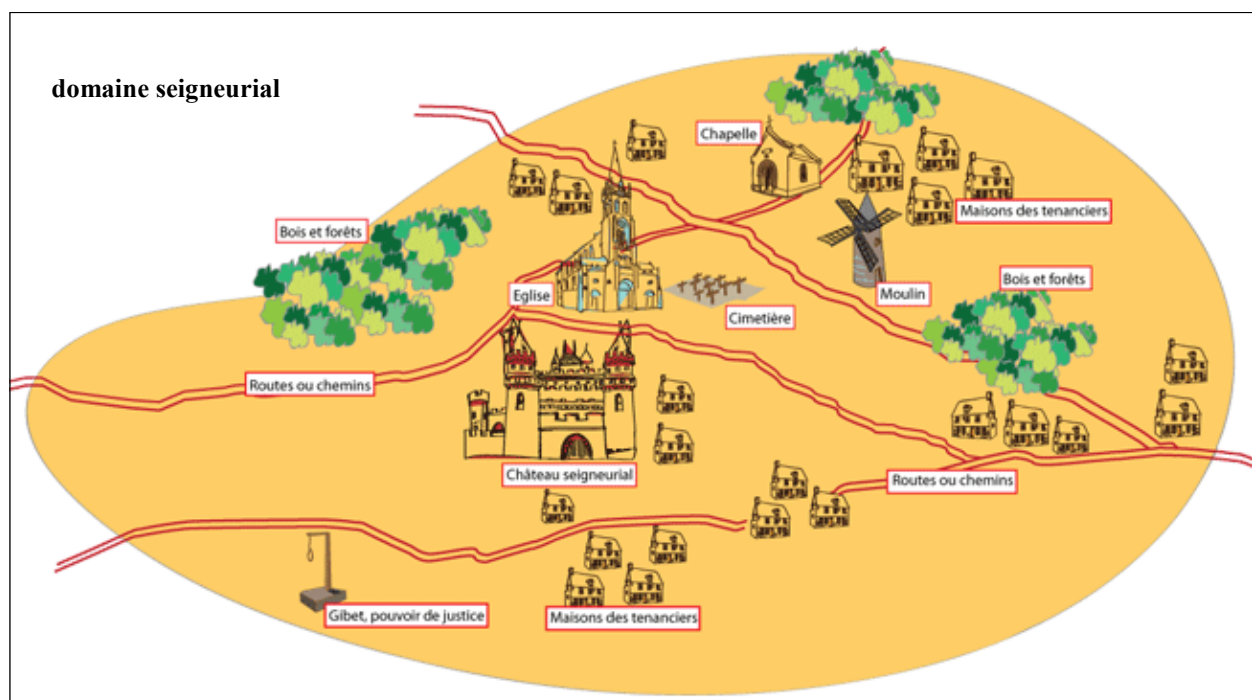 domaine seigneurial
Chapelle
Maisons des tenanciers
Bois et forêts
Eglise
Moulin
Bois et forêts
Cimetière
Routes ou chemins
Château seigneurial
Routes ou chemins
Gibet, pouvoir de justice
Maisons des tenanciers